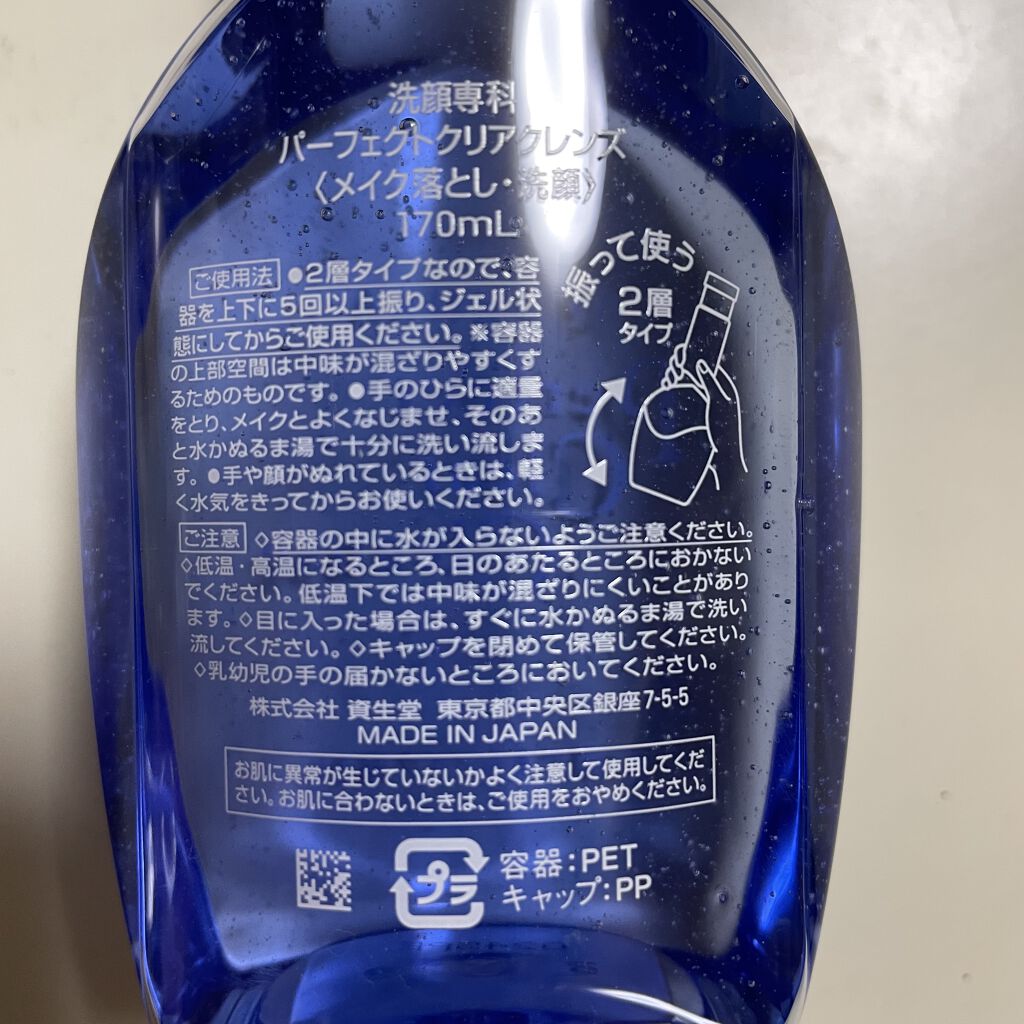 洗顔専科
パーフェクトクリアクレンズ
〈メイク落とし・洗顔〉
170mL
振って使う
2層
タイプ
ご使用法 ●2層タイプなので、容
器を上下に5回以上振り、ジェル状
態にしてからご使用ください。※容器
の上部空間は中味が混ざりやすくす
るためのものです。●手のひらに適量
をとり、メイクとよくなじませ、そのあ
と水かぬるま湯で十分に洗い流しま
す。●手や顔がぬれているときは、軽
く水気をきってからお使いください。
ご注意 ◇容器の中に水が入らないようご注意ください。
◇低温・高温になるところ、日のあたるところにおかない
でください。低温下では中味が混ざりにくいことがあり
ます。◇目に入った場合は、すぐに水かぬるま湯で洗い
流してください。◇キャップを閉めて保管してください。
◇乳幼児の手の届かないところにおいてください。
株式会社 資生堂 東京都中央区銀座7-5-5
MADE IN JAPAN
お肌に異常が生じていないかよく注意して使用してくだ
さい。お肌に合わないときは、ご使用をおやめください。
プラ
容器:PET
キャップ:PP